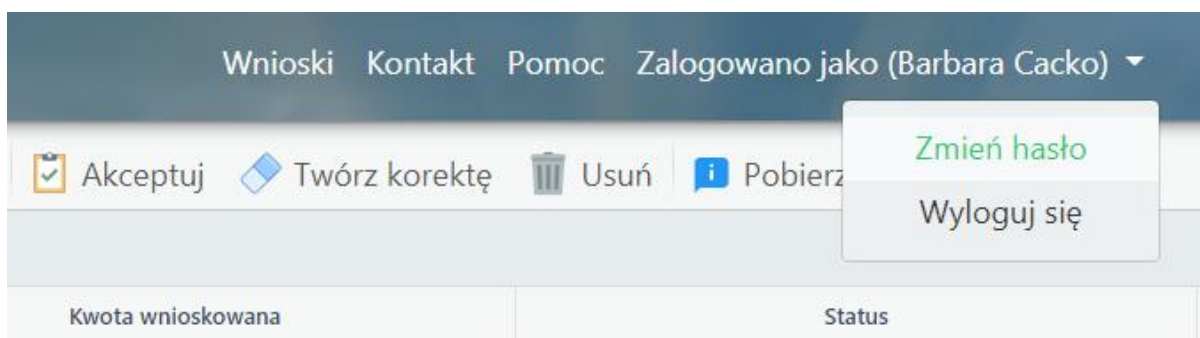 Wnioski Kontakt Pomoc Zalogowano jako (Barbara Cacko)
Zmień hasło
Akceptuj Twórz korektę Usuń Pobierz
Wyloguj się
Kwota wnioskowana Status